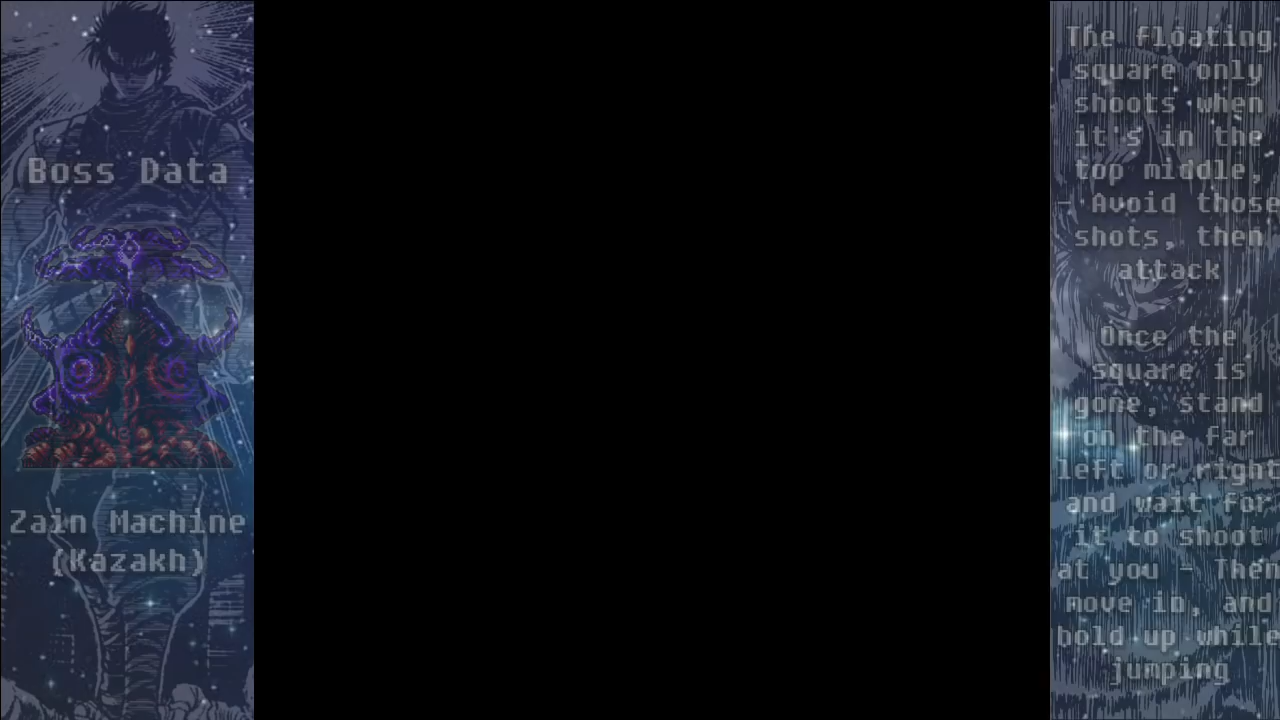 Boss Data
Zain Machine
(Kazakh)
The floating
square only
shoots when
it's in the
top middle,
- Avoid those
shots, then
attack
Once the
square is
gone, stand
on the far
left or right
and wait for
it to shoot
at you - Then
move in, and
hold up while
jumping